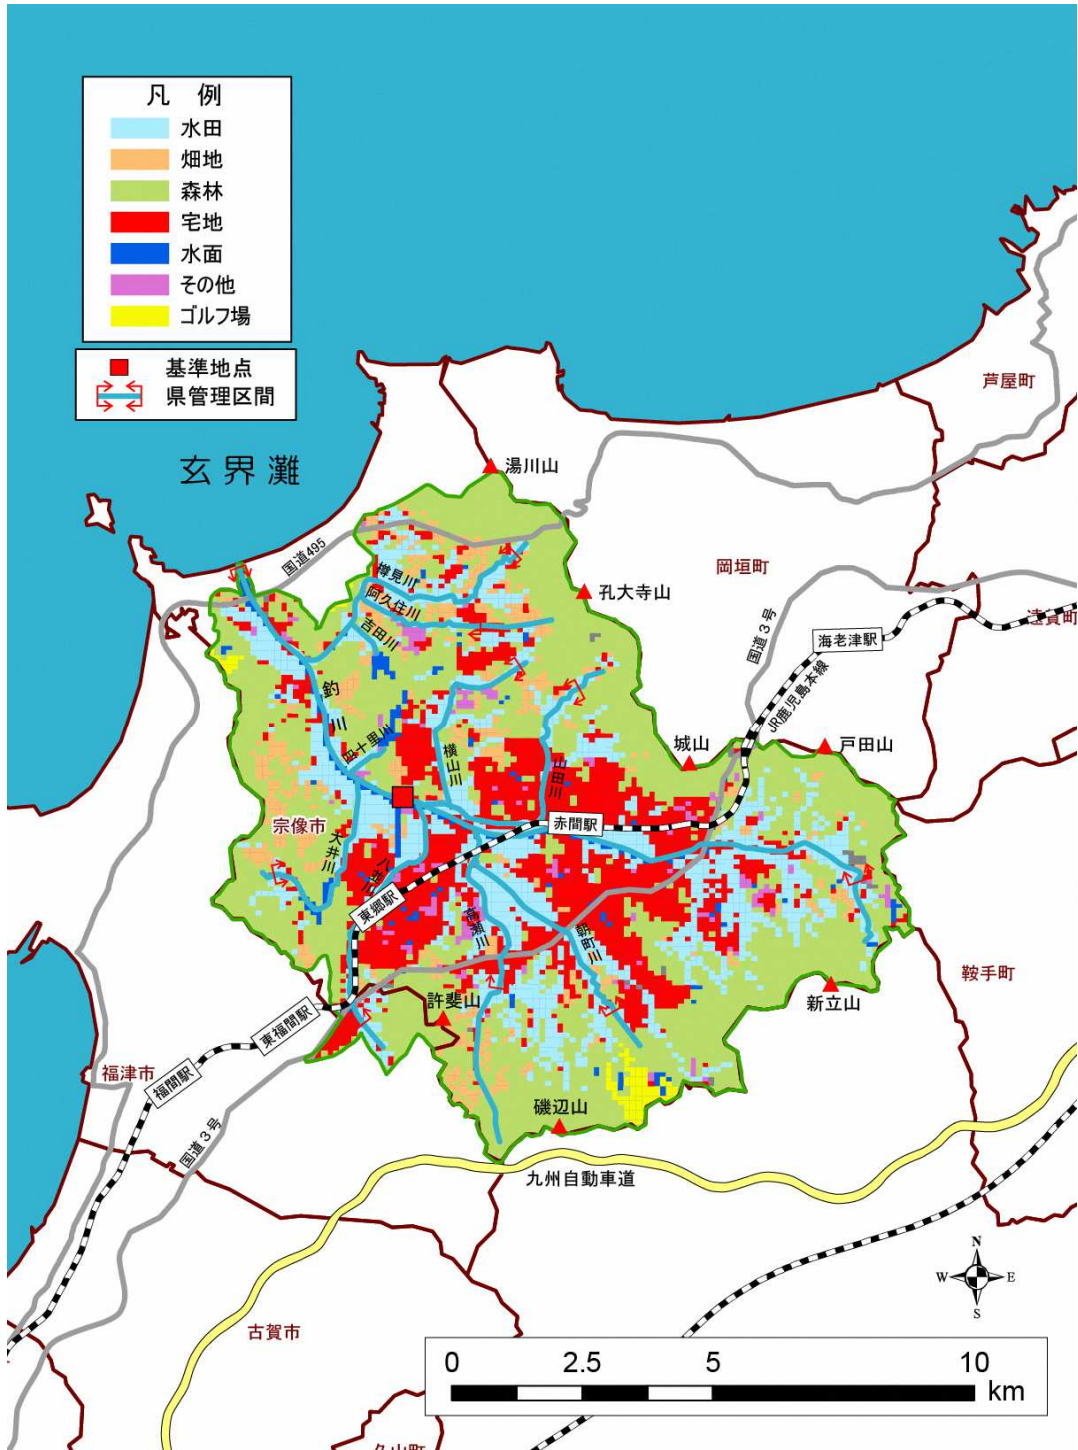 凡 例
水田
畑地
森林
宅地
水面
その他
ゴルフ場
基準地点
県管理区間
芦屋町
玄界灘
湯川山
国道495
樽見川
岡垣町
孔大寺山
阿久住川
吉田川
国道3号
海老津駅
遠賀町
JR鹿児島本線
釣川
四十里川
横山川
山田川
城山
戸田山
宗像市
赤間駅
大井川
八並川
東郷駅
高瀬川
朝町川
鞍手町
新立山
許斐山
東福間駅
福津市
福間駅
磯辺山
国道3号
九州自動車道
N
W E
S
古賀市
0 2.5 5 10
km
久山町